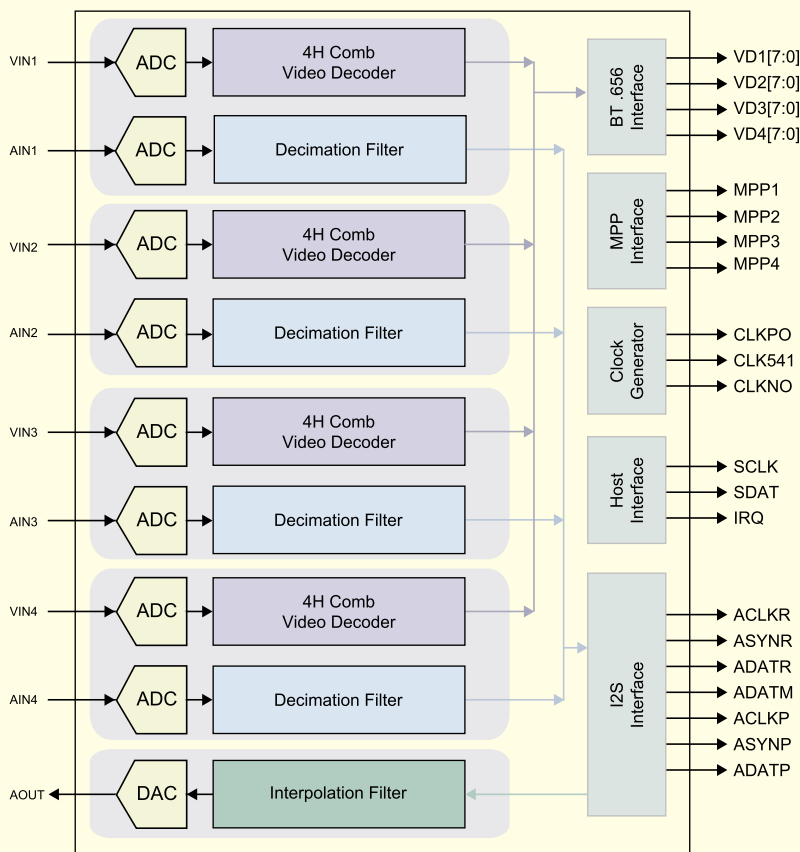 VIN1
ADC
4H Comb
Video Decoder
AIN1
ADC
Decimation Filter
VIN2
ADC
4H Comb
Video Decoder
AIN2
ADC
Decimation Filter
VIN3
ADC
4H Comb
Video Decoder
AIN3
ADC
Decimation Filter
VIN4
ADC
4H Comb
Video Decoder
AIN4
ADC
Decimation Filter
AOUT
DAC
Interpolation Filter
BT .656
Interface
VD1[7:0]
VD2[7:0]
VD3[7:0]
VD4[7:0]
MPP
Interface
MPP1
MPP2
MPP3
MPP4
Clock
Generator
CLKPO
CLK541
CLKNO
Host
Interface
SCLK
SDAT
IRQ
I2S
Interface
ACLKR
ASYNR
ADATR
ADATM
ACLKP
ASYNP
ADATP